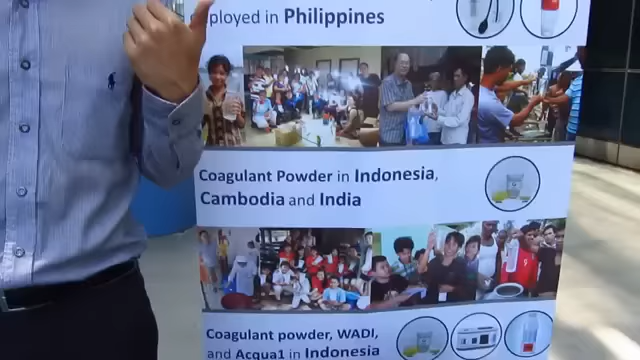 ployed in Philippines
Coagulant Powder in Indonesia,
Cambodia and India
Coagulant powder, WADI,
and Acqua1 in Indonesia